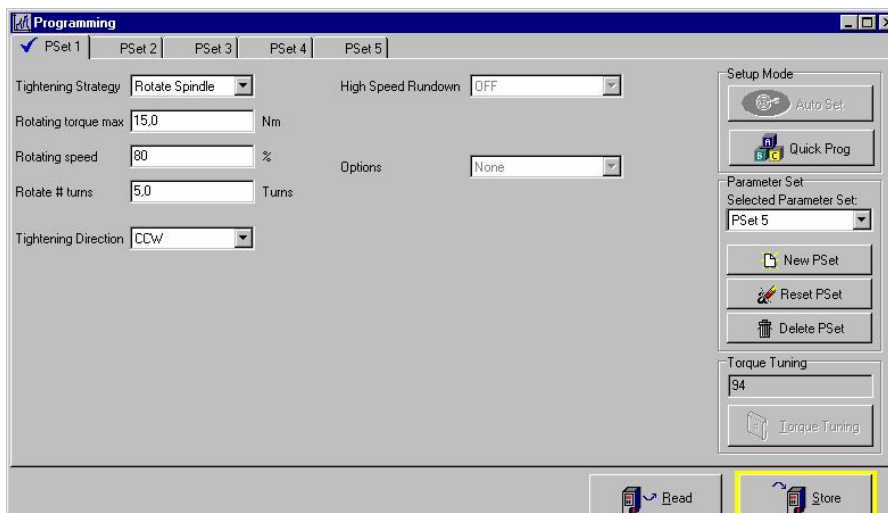 Programming
PSet 1 PSet 2 PSet 3 PSet 4 PSet 5
Tightening Strategy Rotate Spindle High Speed Rundown OFF
Rotating torque max 15,0 Nm
Rotating speed 80 %
Options None
Rotate # turns 5,0 Turns
Tightening Direction CCW
Setup Mode
Auto Set
A B C Quick Prog
Parameter Set
Selected Parameter Set:
PSet 5
New PSet
Reset PSet
Delete PSet
Torque Tuning
94
Torque Tuning
Read Store